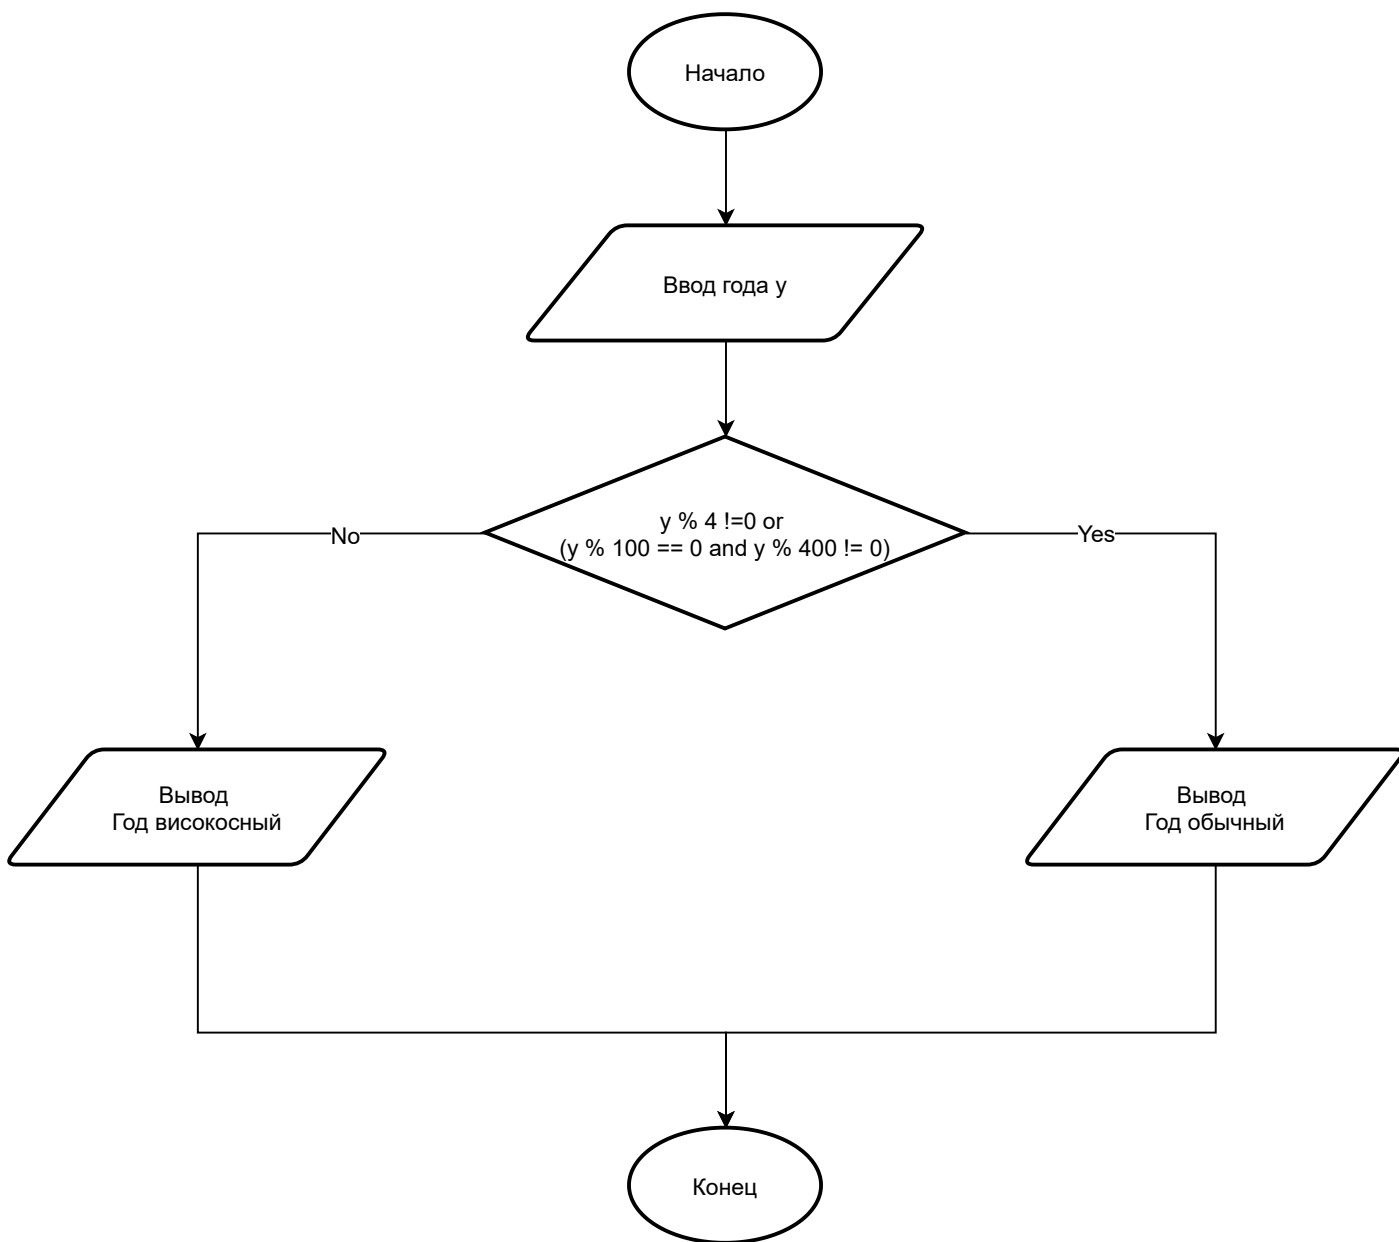 Начало
Ввод года y
y % 4 !=0 or
(y % 100 == 0 and y % 400 != 0)
No
Yes
Вывод
Год високосный
Вывод
Год обычный
Конец